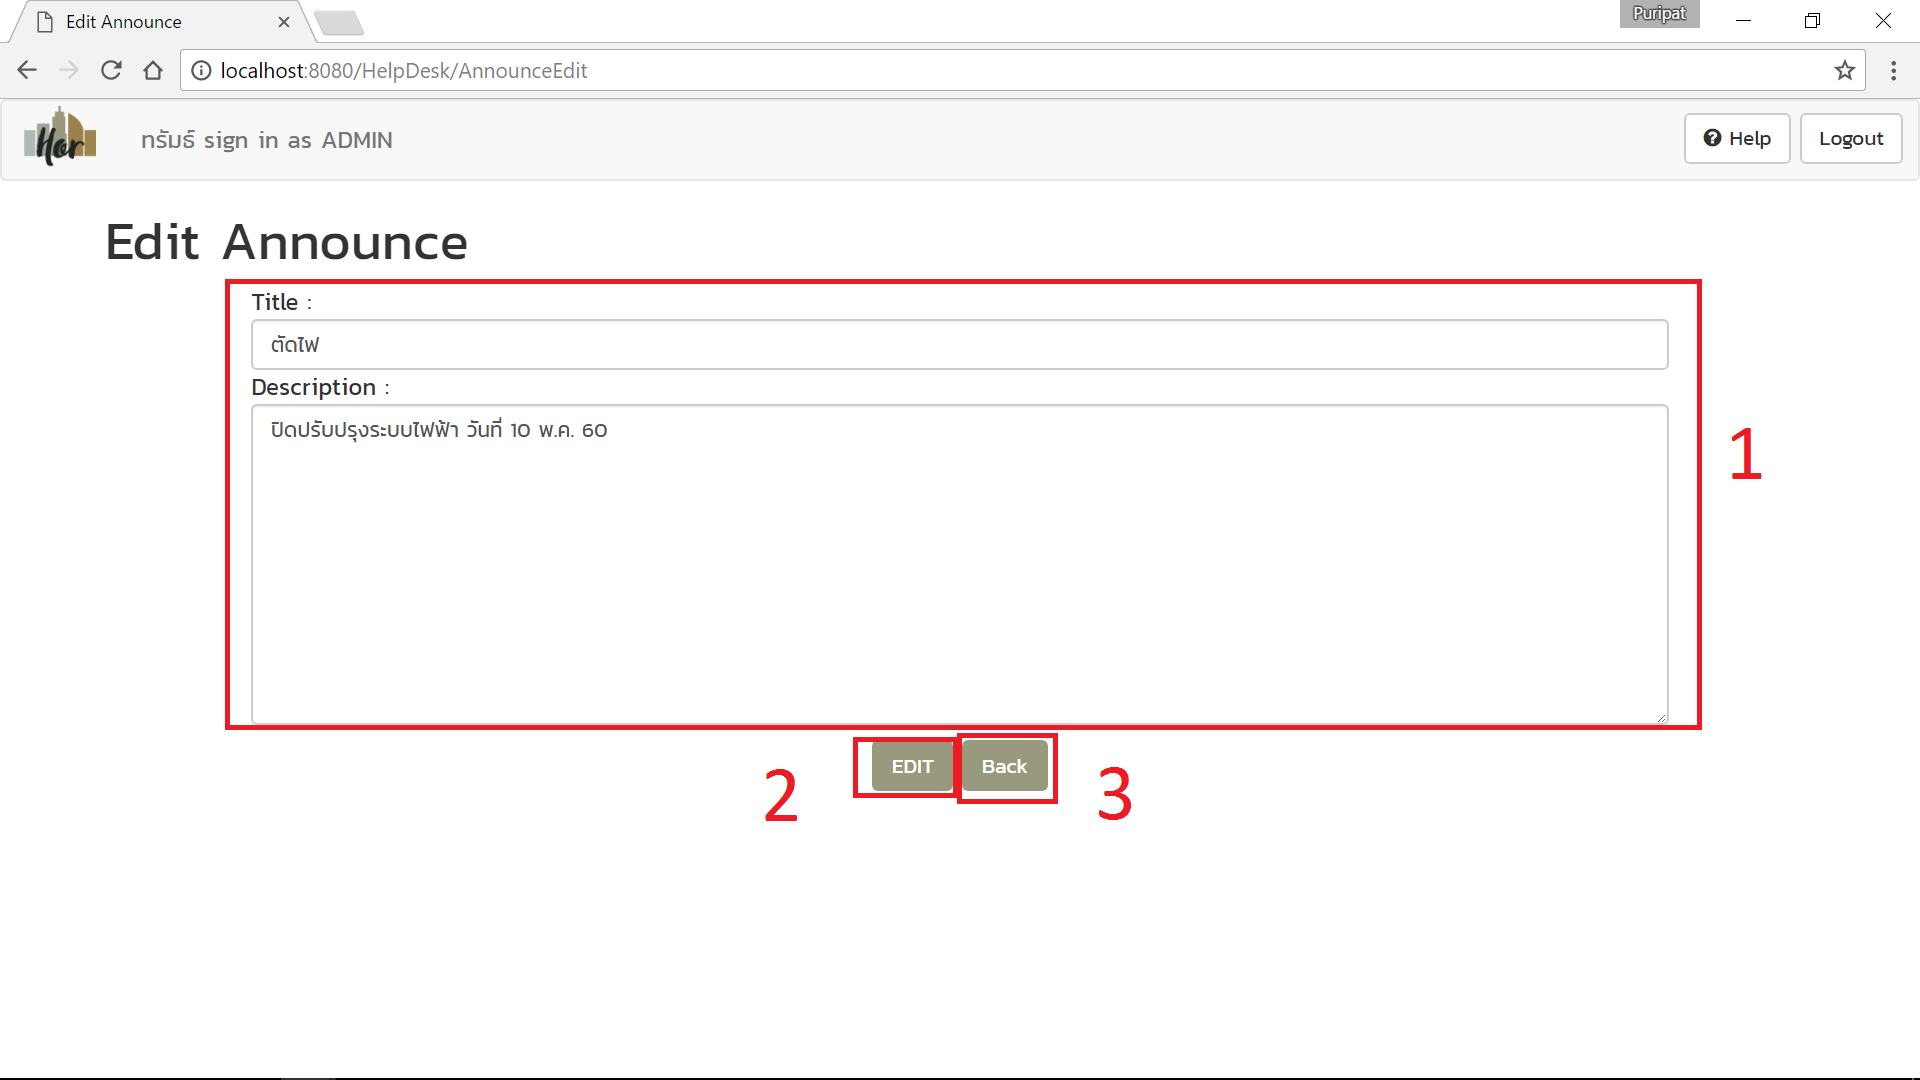 Edit Announce
Puripat
localhost:8080/HelpDesk/AnnounceEdit
Hor
ทรัมธ์ sign in as ADMIN
Help
Logout
Edit Announce
Title :
ตัดไฟ
Description :
ปิดปรับปรุงระบบไฟฟ้า วันที่ 10 พ.ค. 60
1
EDIT
Back
2
3